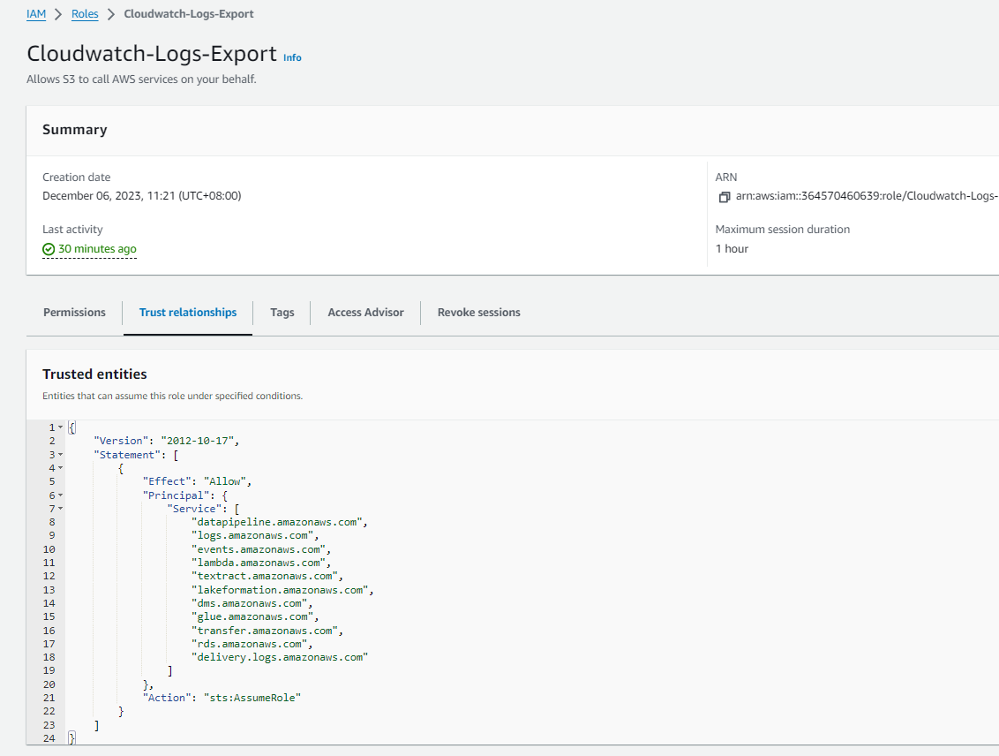 IAM > Roles > Cloudwatch-Logs-Export
Cloudwatch-Logs-Export Info
Allows S3 to call AWS services on your behalf.
Summary
Creation date
December 06, 2023, 11:21 (UTC+08:00)
ARN
arn:aws:iam::364570460639:role/Cloudwatch-Logs-
Last activity
30 minutes ago
Maximum session duration
1 hour
Permissions
Trust relationships
Tags
Access Advisor
Revoke sessions
Trusted entities
Entities that can assume this role under specified conditions.
1 {
2 "Version": "2012-10-17",
3 "Statement": [
4 {
5 "Effect": "Allow",
6 "Principal": {
7 "Service": [
8 "datapipeline.amazonaws.com",
9 "logs.amazonaws.com",
10 "events.amazonaws.com",
11 "lambda.amazonaws.com",
12 "textract.amazonaws.com",
13 "lakeformation.amazonaws.com",
14 "dms.amazonaws.com",
15 "glue.amazonaws.com",
16 "transfer.amazonaws.com",
17 "rds.amazonaws.com",
18 "delivery.logs.amazonaws.com"
19 ]
20 },
21 "Action": "sts:AssumeRole"
22 }
23 ]
24 }